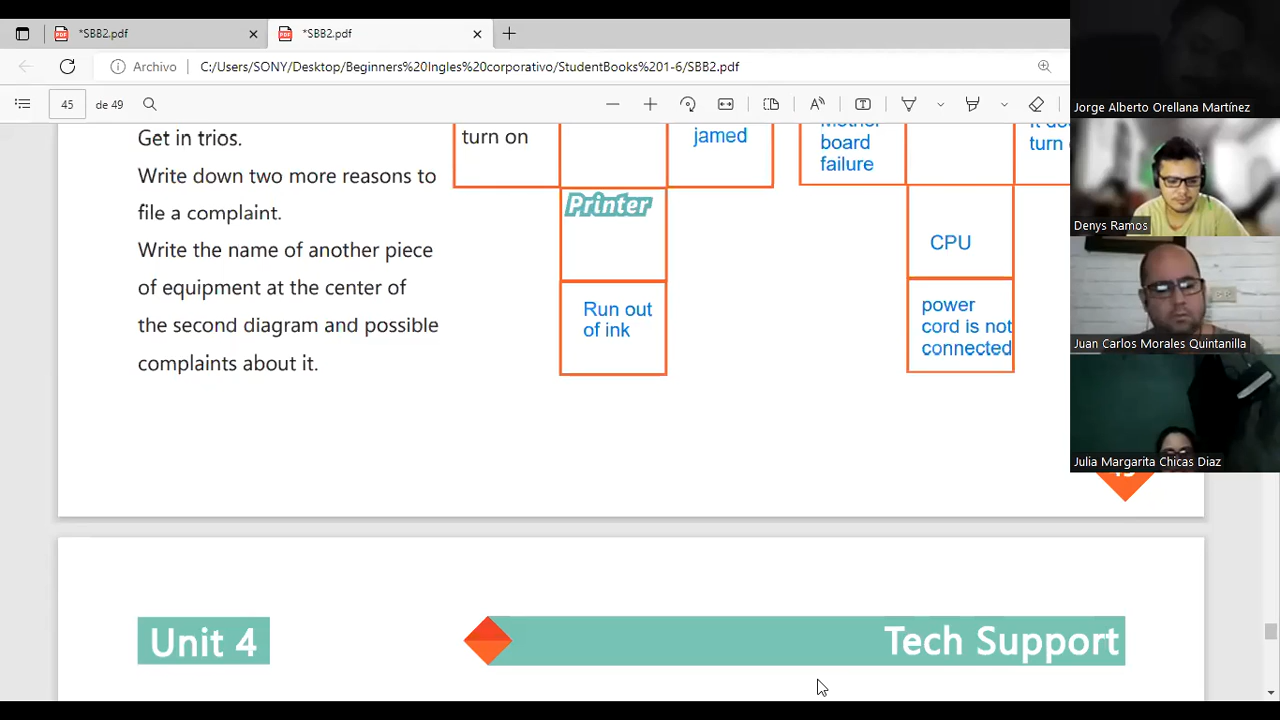 *SBB2.pdf
*SBB2.pdf
Archivo
C:/Users/SONY/Desktop/Beginners%20Ingles%20corporativo/StudentBooks%201-6/SBB2.pdf
45
de 49
Jorge Alberto Orellana Martínez
Denys Ramos
Juan Carlos Morales Quintanilla
Julia Margarita Chicas Diaz
Get in trios.
Write down two more reasons to
file a complaint.
Write the name of another piece
of equipment at the center of
the second diagram and possible
complaints about it.
turn on
jamed
Printer
Run out
of ink
board
failure
turn
CPU
power
cord is not
connected
Unit 4
Tech Support